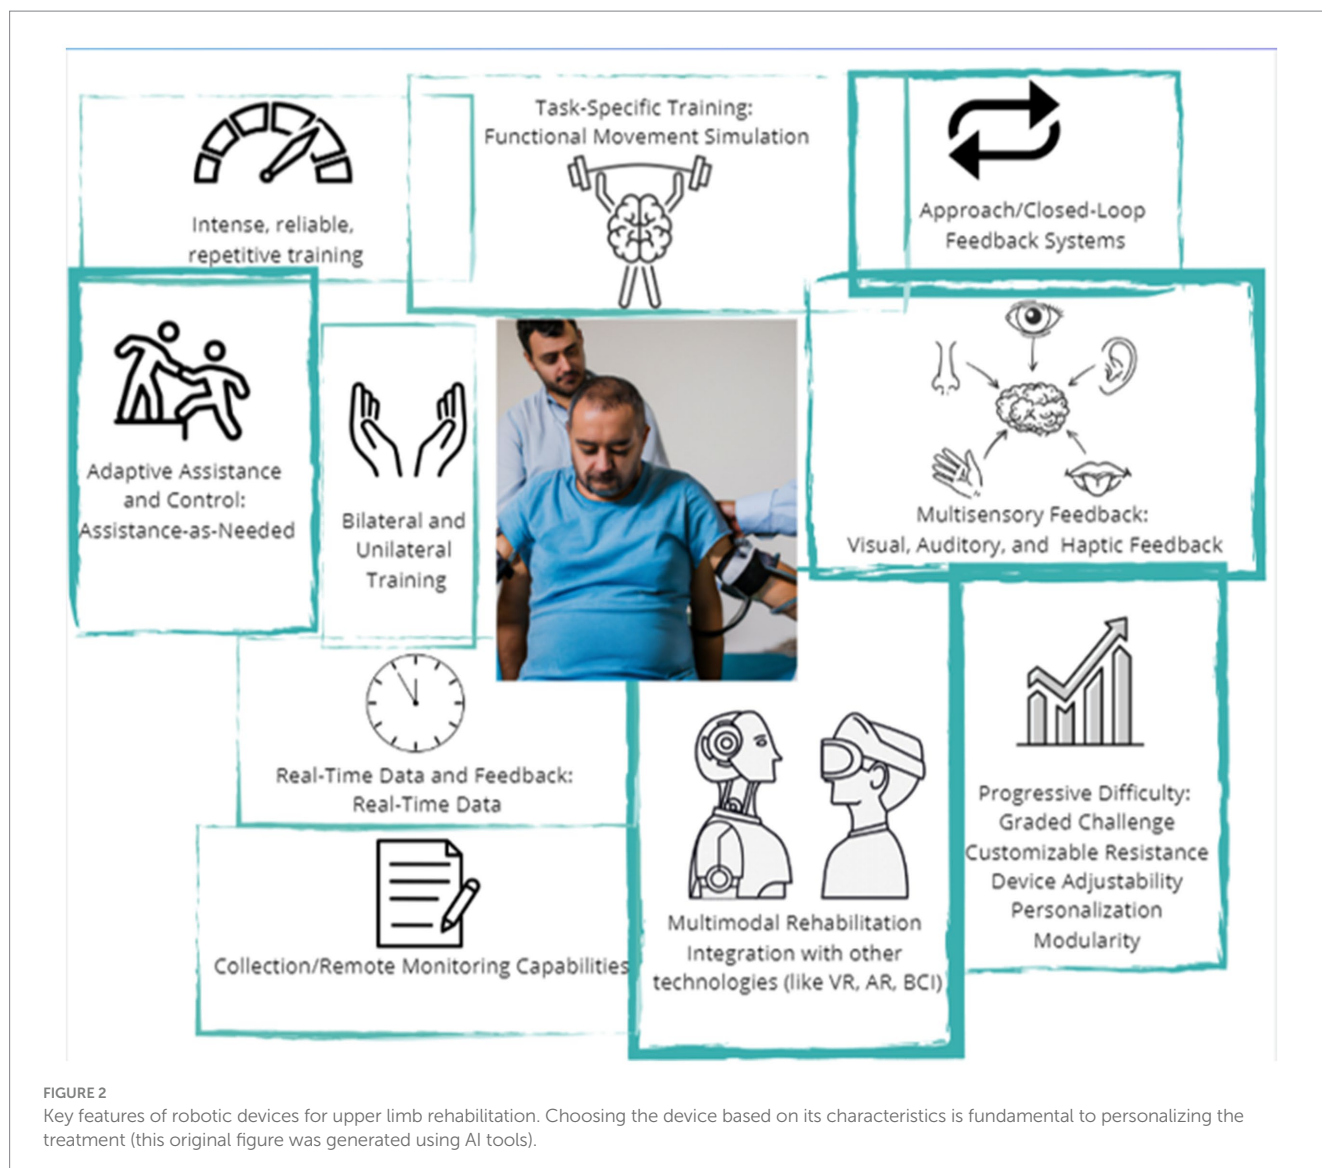 Intense, reliable,
repetitive training
Task-Specific Training:
Functional Movement Simulation
Approach/Closed-Loop
Feedback Systems
Adaptive Assistance
and Control:
Assistance-as-Needed
Bilateral and
Unilateral
Training
Multisensory Feedback:
Visual, Auditory, and Haptic Feedback
Real-Time Data and Feedback:
Real-Time Data
Collection/Remote Monitoring Capabilities
Multimodal Rehabilitation
Integration with other
technologies (like VR, AR, BCI)
Progressive Difficulty:
Graded Challenge
Customizable Resistance
Device Adjustability
Personalization
Modularity
FIGURE 2
Key features of robotic devices for upper limb rehabilitation. Choosing the device based on its characteristics is fundamental to personalizing the
treatment (this original figure was generated using AI tools).